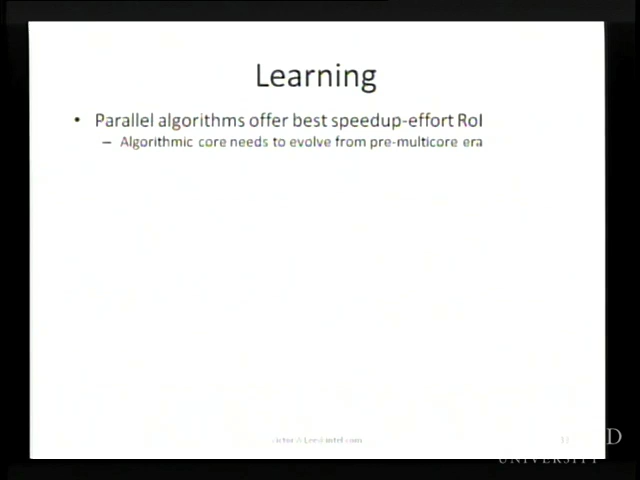 Learning
• Parallel algorithms offer best speedup-effort RoI
– Algorithmic core needs to evolve from pre-multicore era
UNIVERSITY